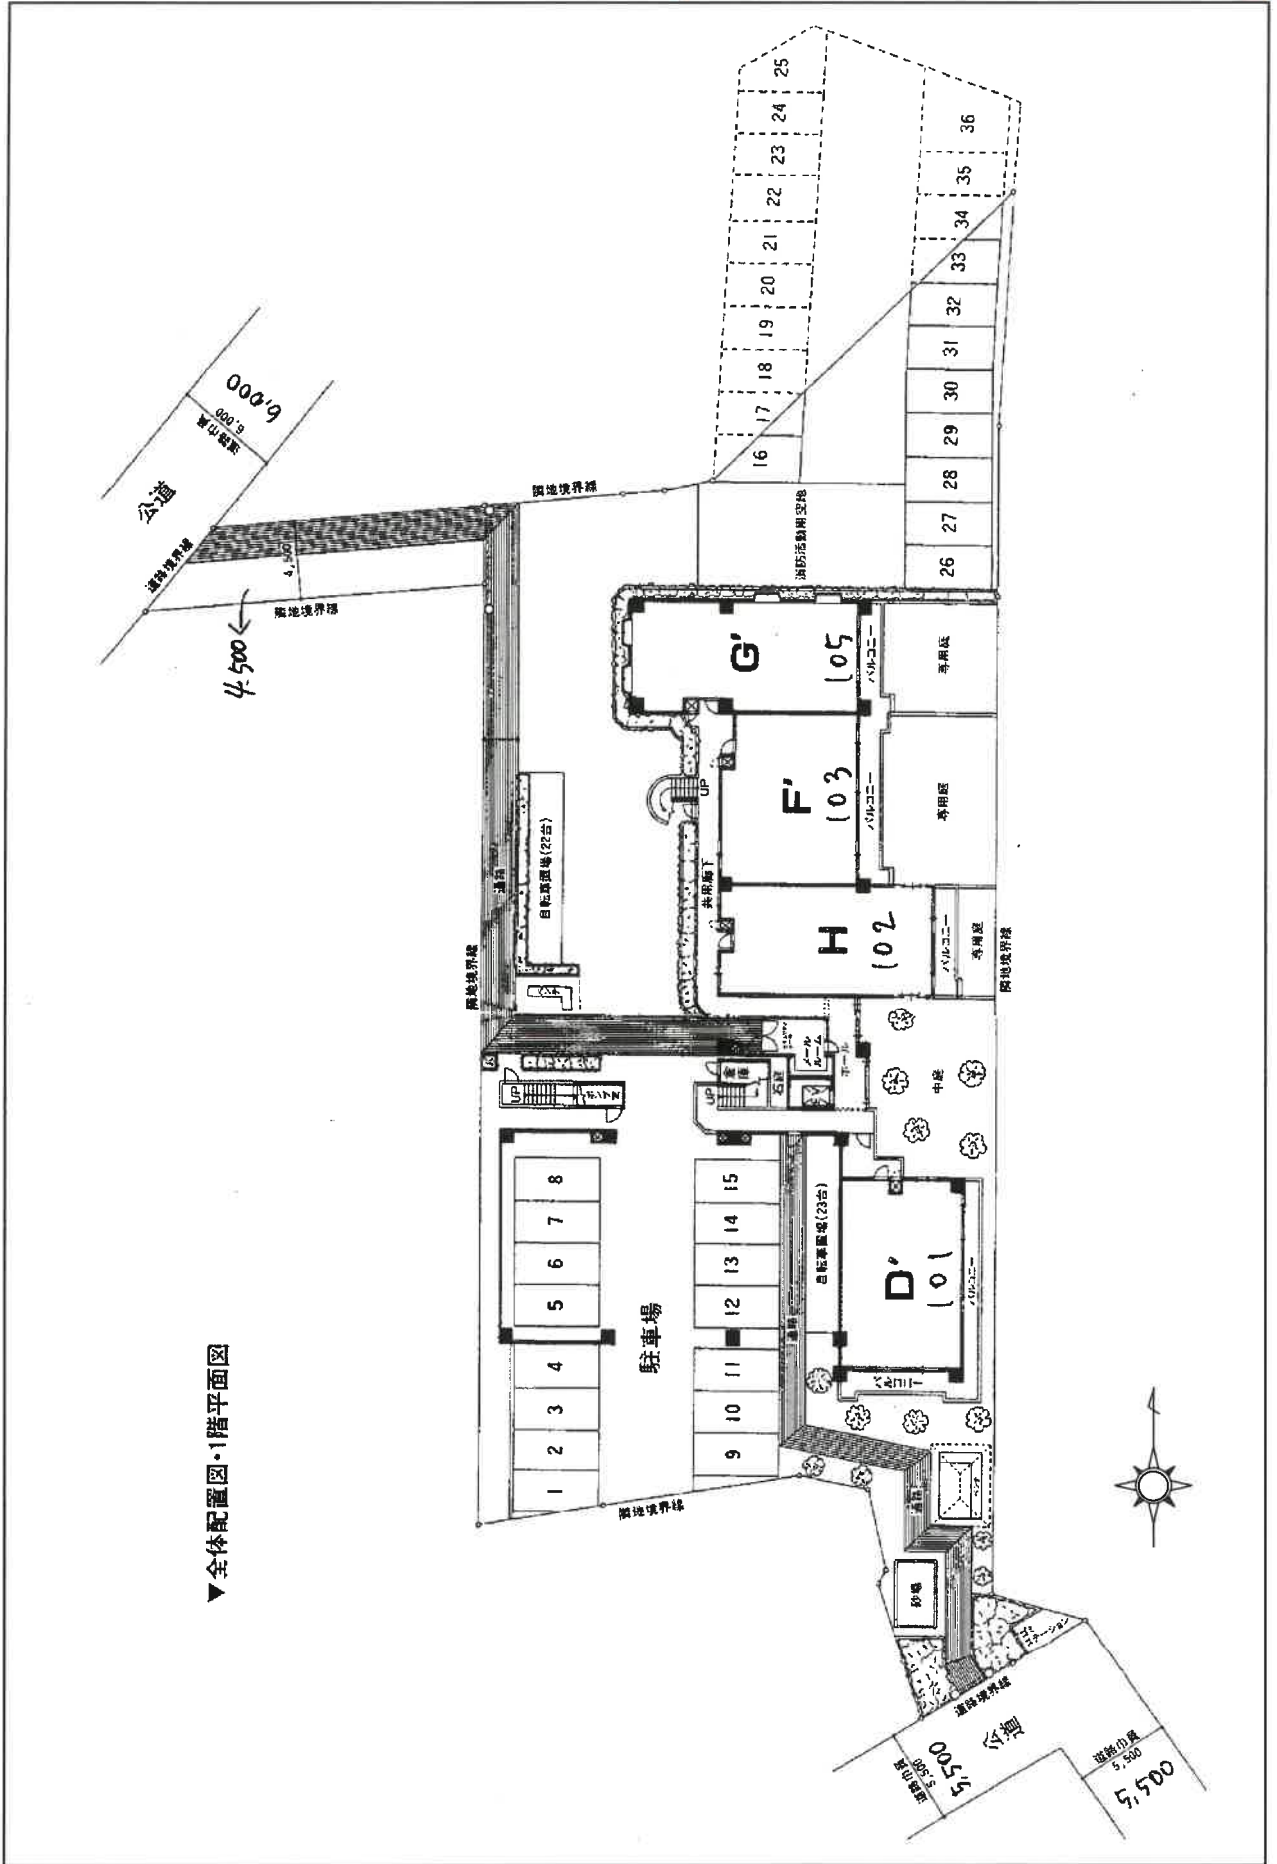 ▼全体配置図・1階平面図
公道
道路巾員
6,000
6,000
道路境界線
4,500
4.500
隣地境界線
隣地境界線
隣地境界線
通路
自転車置場(22台)
25
24
23
22
21
20
19
18
17
16
36
35
34
33
32
31
30
29
28
27
26
消防活動用空地
G'
105
バルコニー
専用庭
F'
103
バルコニー
専用庭
H
102
バルコニー
専用庭
隣地境界線
共用廊下
UP
メール
ルーム
ホール
倉庫
石庭
UP
UP
中庭
8
7
6
5
4
3
2
1
駐車場
15
14
13
12
11
10
9
通路
自転車置場(23台)
D'
101
バルコニー
バルコニー
隣地境界線
通路
ベンチ
砂場
ゴミ
ステーション
道路境界線
公道
道路巾員
5,500
5,500
道路巾員
5,500
5,500